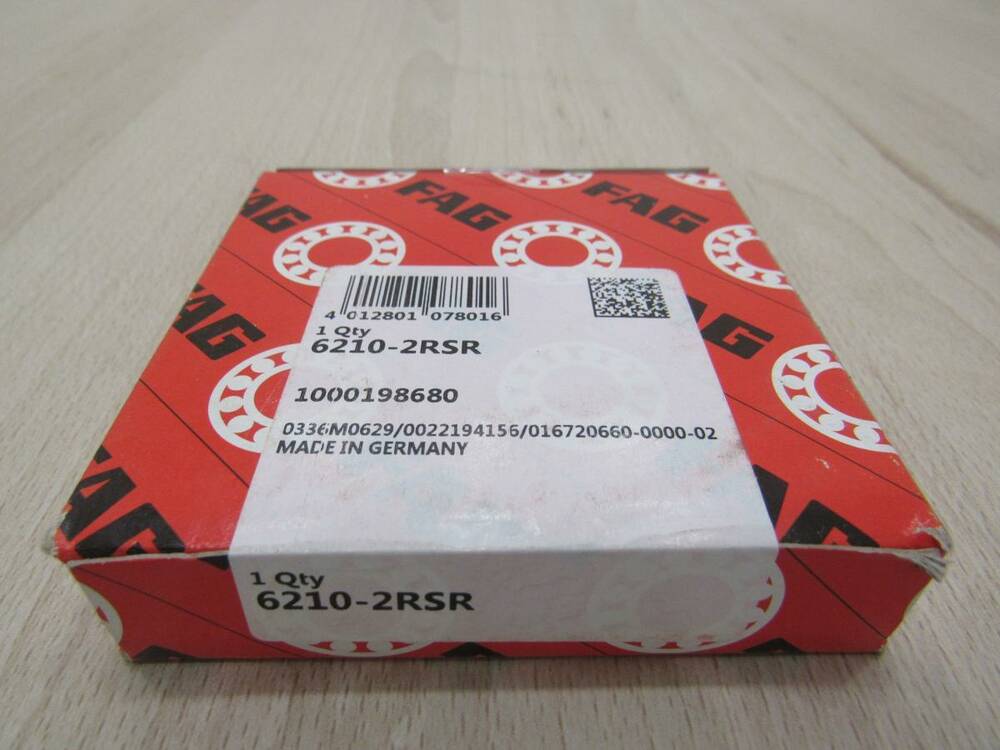 FAG FAG
FAG
FAG FAG
FAG
4 012801 078016
1 Qty
6210-2RSR
1000198680
0336M0629/0022194156/016720660-0000-02
MADE IN GERMANY
1 Qty
6210-2RSR